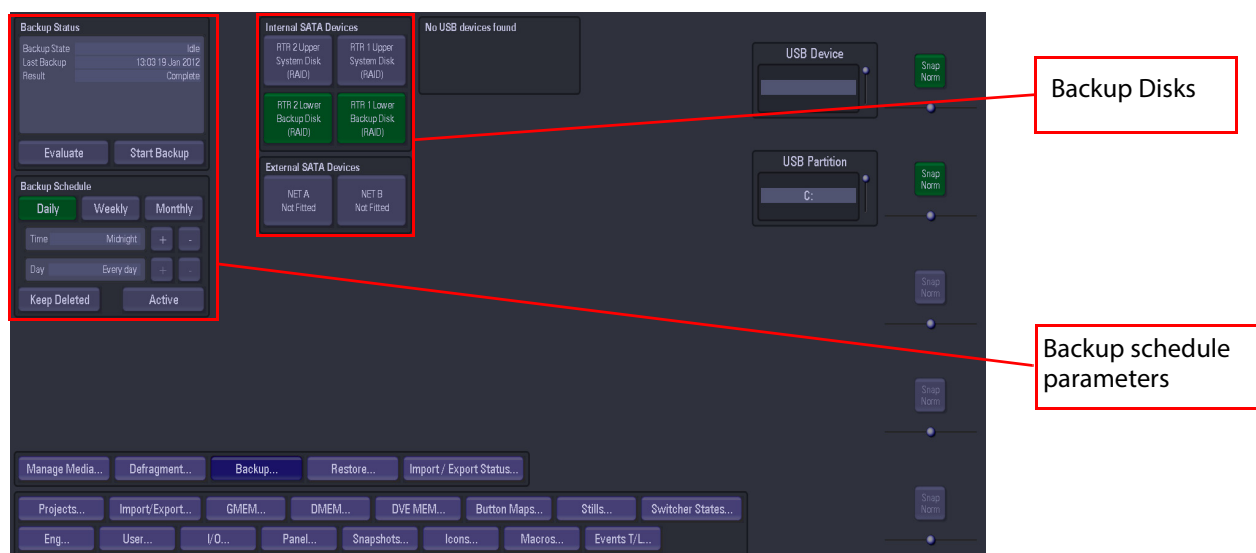 Backup Status
Backup State Idle
Last Backup 13:03 19 Jan 2012
Result Complete
Evaluate Start Backup
Backup Schedule
Daily Weekly Monthly
Time Midnight + -
Day Every day + -
Keep Deleted Active
Internal SATA Devices
RTR 2 Upper
System Disk
(RAID)
RTR 1 Upper
System Disk
(RAID)
RTR 2 Lower
Backup Disk
(RAID)
RTR 1 Lower
Backup Disk
(RAID)
External SATA Devices
NET A
Not Fitted
NET B
Not Fitted
No USB devices found
USB Device
USB Partition
C:
Snap
Norm
Snap
Norm
Snap
Norm
Snap
Norm
Snap
Norm
Backup Disks
Backup schedule
parameters
Manage Media... Defragment... Backup... Restore... Import / Export Status...
Projects... Import/Export... GMEM... DMEM... DVE MEM... Button Maps... Stills... Switcher States...
Eng... User... I/O... Panel... Snapshots... Icons... Macros... Events T/L...